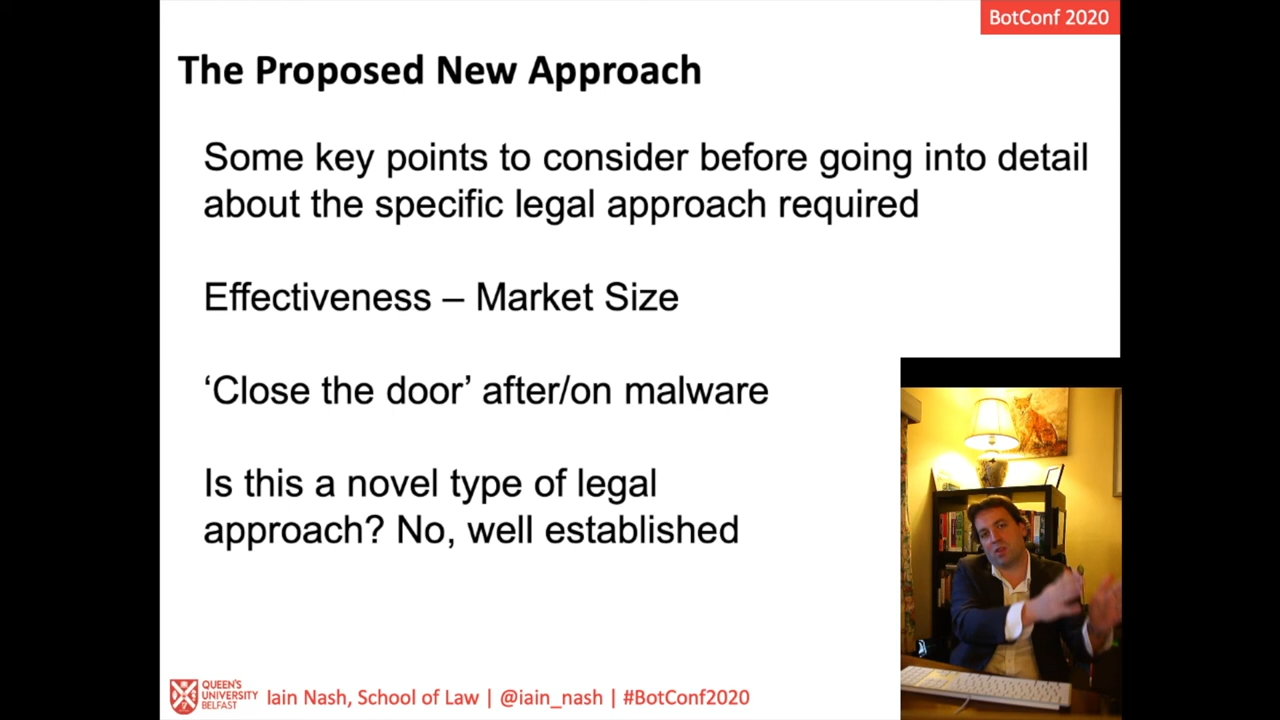 BotConf 2020
The Proposed New Approach
Some key points to consider before going into detail
about the specific legal approach required
Effectiveness – Market Size
‘Close the door’ after/on malware
Is this a novel type of legal
approach? No, well established
QUEEN'S
UNIVERSITY
BELFAST
Iain Nash, School of Law | @iain_nash | #BotConf2020